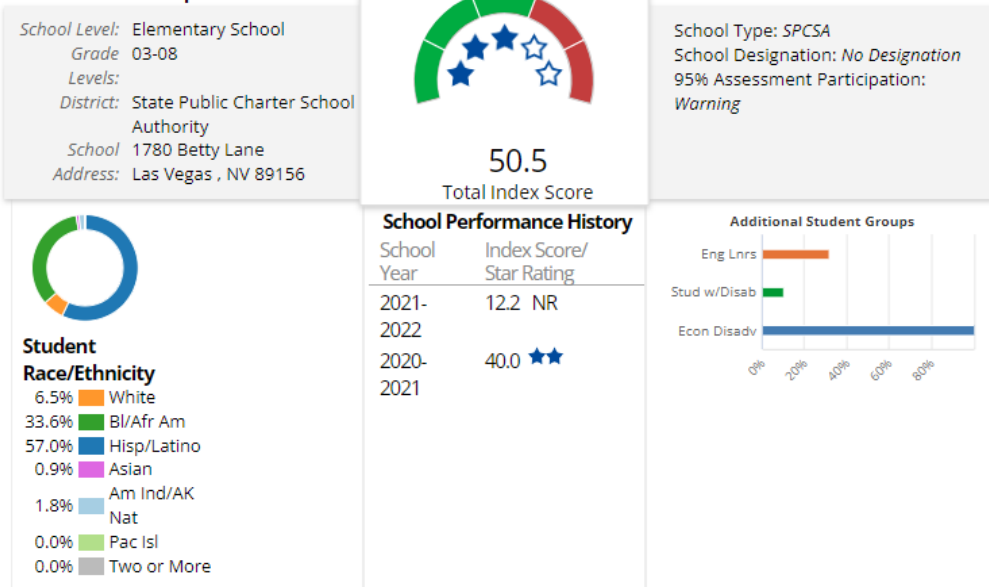 School Level: Elementary School
Grade 03-08
Levels:
District: State Public Charter School
Authority
School 1780 Betty Lane
Address: Las Vegas , NV 89156
50.5
Total Index Score
School Type: SPCSA
School Designation: No Designation
95% Assessment Participation:
Warning
Student
Race/Ethnicity
6.5% White
33.6% Bl/Afr Am
57.0% Hisp/Latino
0.9% Asian
Am Ind/AK
1.8%
Nat
0.0% Pac Isl
0.0% Two or More
School Performance History
School Index Score/
Year Star Rating
2021- 12.2 NR
2022
2020- 40.0
2021
Additional Student Groups
Eng Lnrs
Stud w/Disab
Econ Disadv
0% 20% 40% 60% 80%